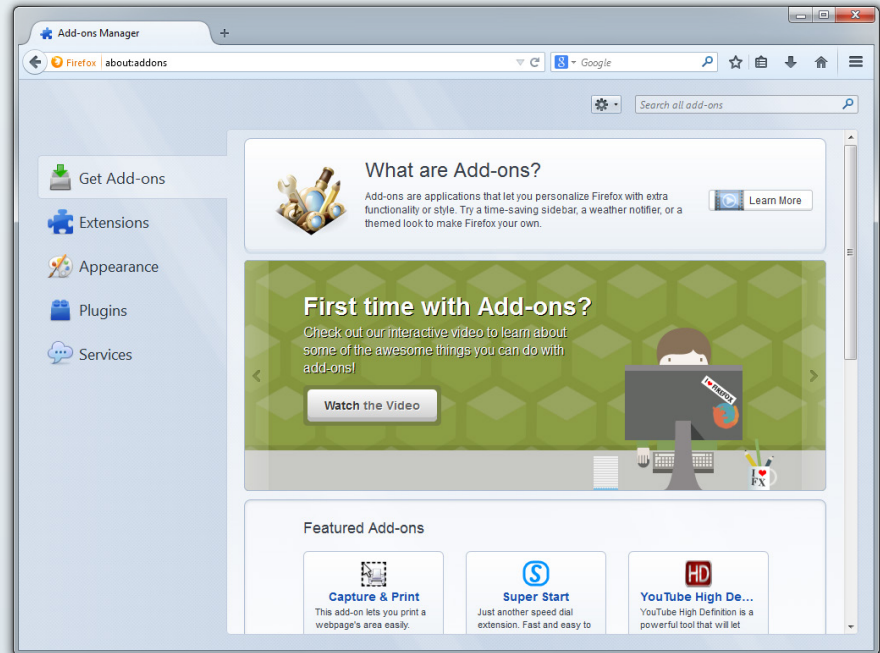 Add-ons Manager
Firefox about:addons
Google
Search all add-ons
Get Add-ons
Extensions
Appearance
Plugins
Services
What are Add-ons?
Add-ons are applications that let you personalize Firefox with extra
functionality or style. Try a time-saving sidebar, a weather notifier, or a
themed look to make Firefox your own.
Learn More
First time with Add-ons?
Check out our interactive video to learn about
some of the awesome things you can do with
add-ons!
Watch the Video
I ♥ FIREFOX
I ♥
FX
Featured Add-ons
Capture & Print
This add-on lets you print a
webpage's area easily.
S
Super Start
Just another speed dial
extension. Fast and easy to
HD
YouTube High De...
YouTube High Definition is a
powerful tool that will let